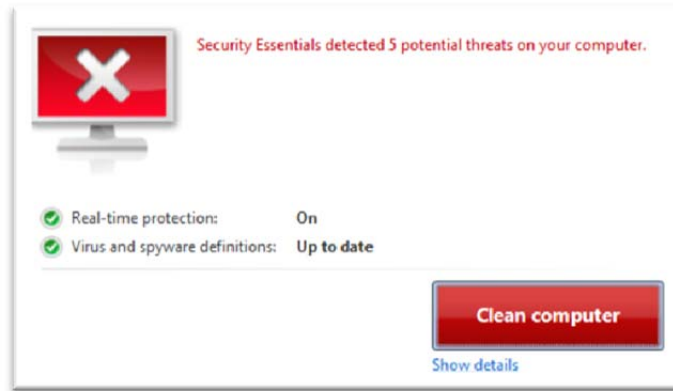 Security Essentials detected 5 potential threats on your computer.
Real-time protection: On
Virus and spyware definitions: Up to date
Clean computer
Show details